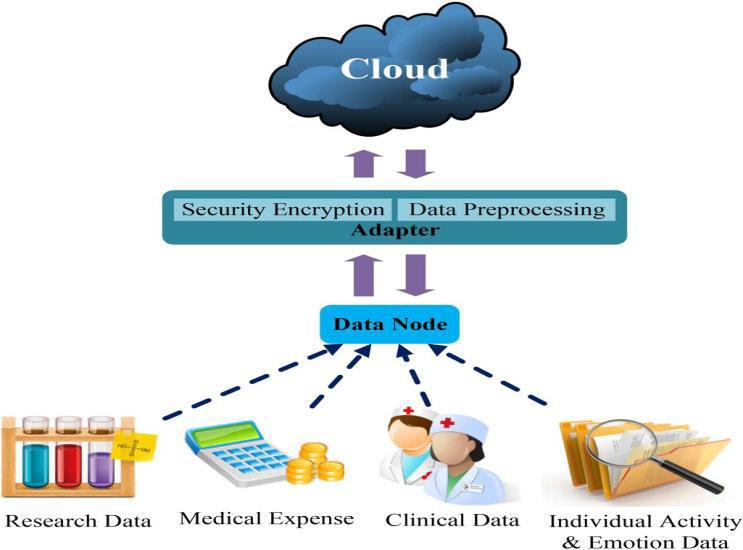 Cloud
Security Encryption
Data Preprocessing
Adapter
Data Node
Research Data
Medical Expense
Clinical Data
Individual Activity
& Emotion Data